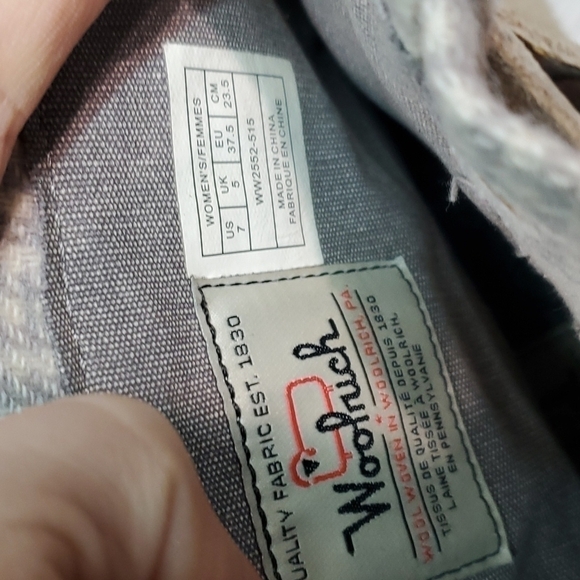 WOMEN'S/FEMMES
US UK EU CM
7 5 37.5 23.5
WW2552-515
MADE IN CHINA
FABRIQUE EN CHINE
UALITY FABRIC EST. 1830
Woolrich
WOOL WOVEN IN WOOLRICH, PA.
TISSUS DE QUALITÉ DEPUIS 1830
LAINE TISSÉE À WOOLRICH,
EN PENNSYLVANIE